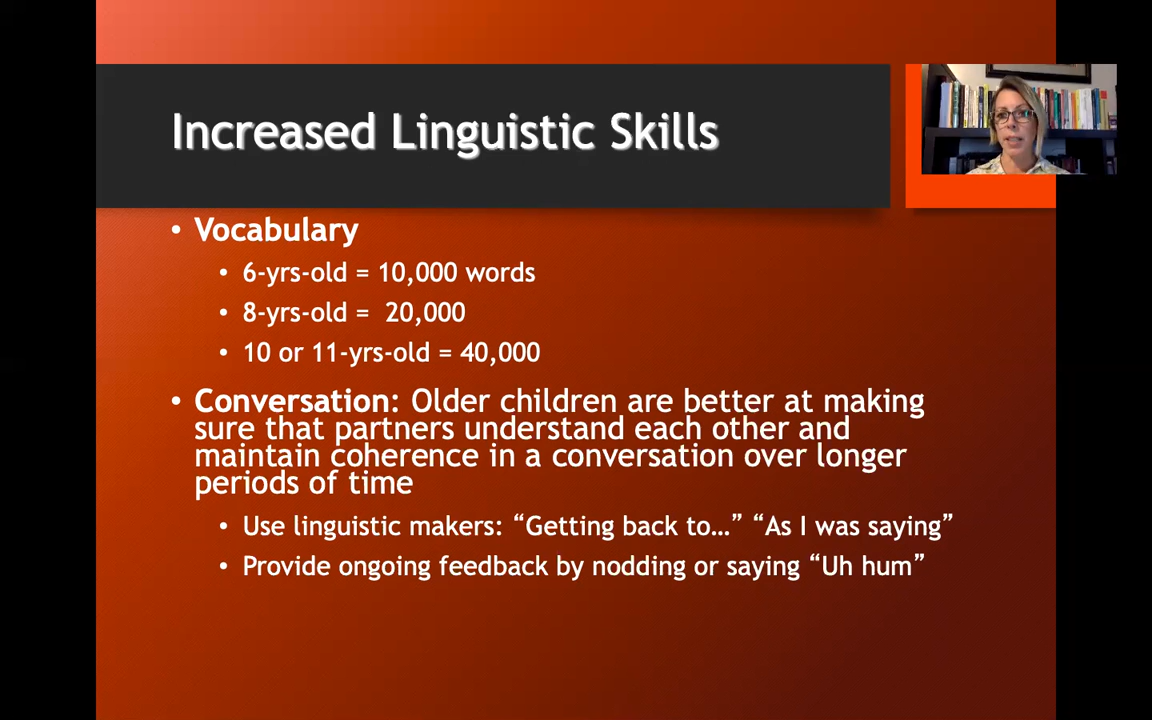 Increased Linguistic Skills
• Vocabulary
• 6-yrs-old = 10,000 words
• 8-yrs-old =  20,000
• 10 or 11-yrs-old = 40,000
• Conversation: Older children are better at making
sure that partners understand each other and
maintain coherence in a conversation over longer
periods of time
• Use linguistic makers: “Getting back to…” “As I was saying”
• Provide ongoing feedback by nodding or saying “Uh hum”